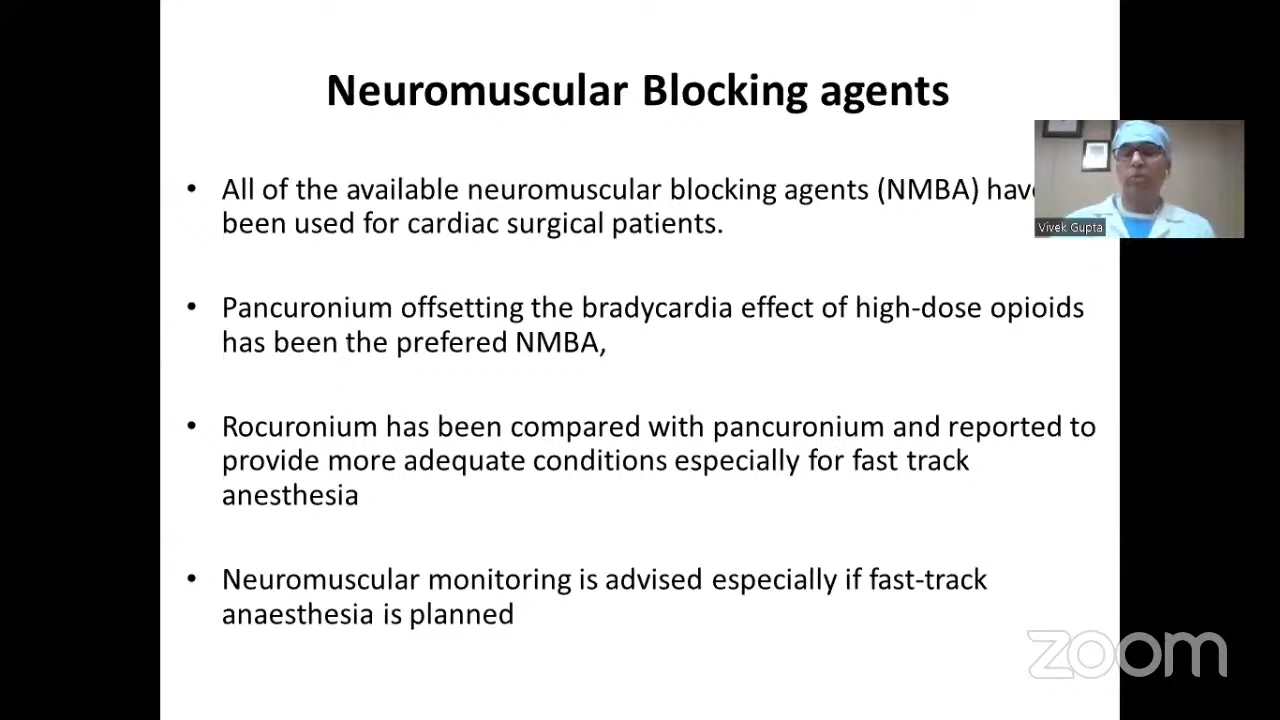 Neuromuscular Blocking agents
• All of the available neuromuscular blocking agents (NMBA) have
been used for cardiac surgical patients.
• Pancuronium offsetting the bradycardia effect of high-dose opioids
has been the prefered NMBA,
• Rocuronium has been compared with pancuronium and reported to
provide more adequate conditions especially for fast track
anesthesia
• Neuromuscular monitoring is advised especially if fast-track
anaesthesia is planned
Vivek Gupta
zoom